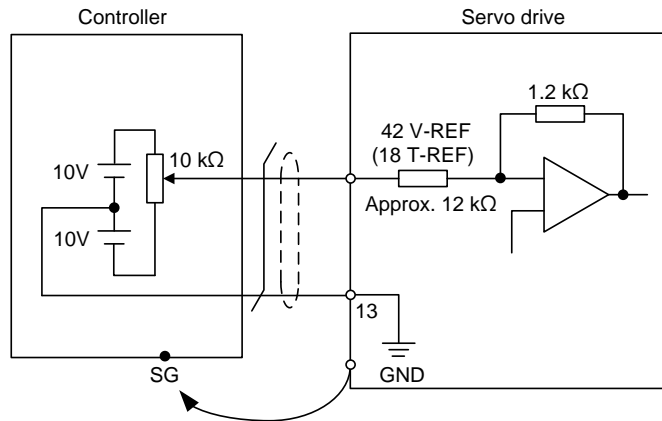 Controller
Servo drive
10V
10V
10 kΩ
42 V-REF
(18 T-REF)
Approx. 12 kΩ
1.2 kΩ
13
SG
GND